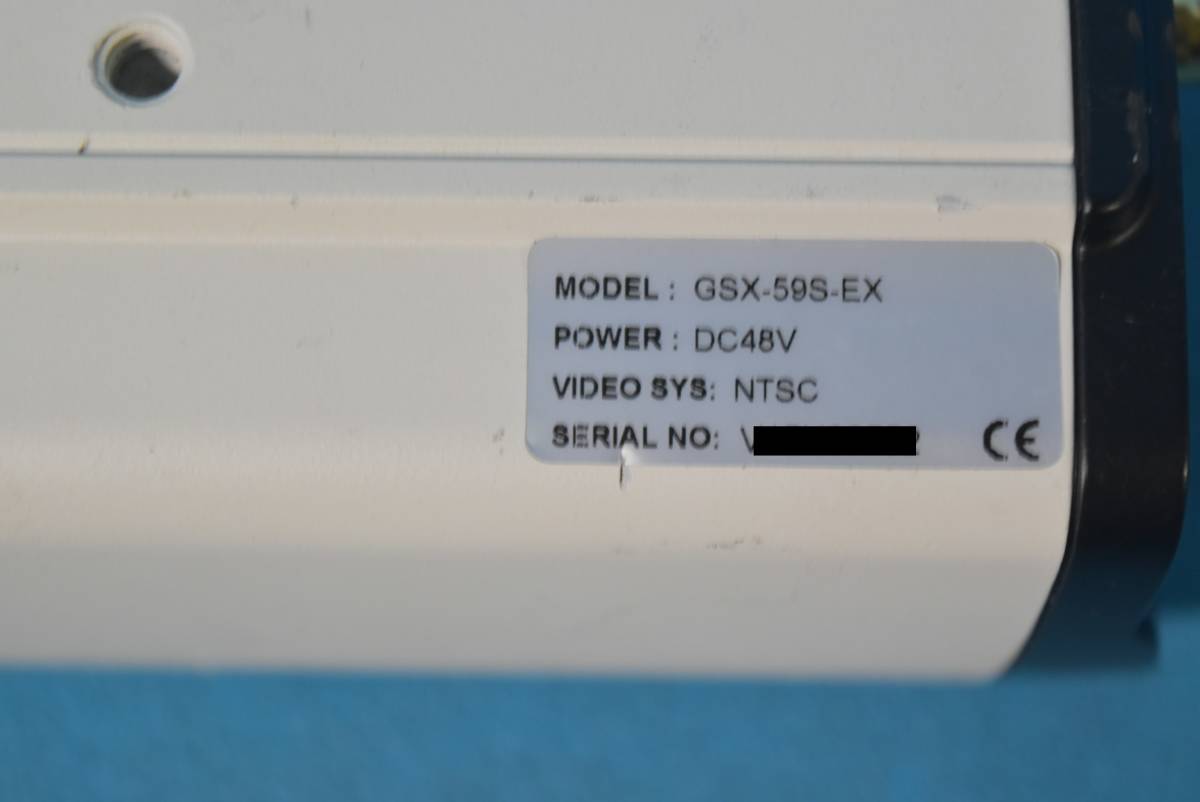 MODEL : GSX-59S-EX
POWER : DC48V
VIDEO SYS: NTSC
SERIAL NO:
CE